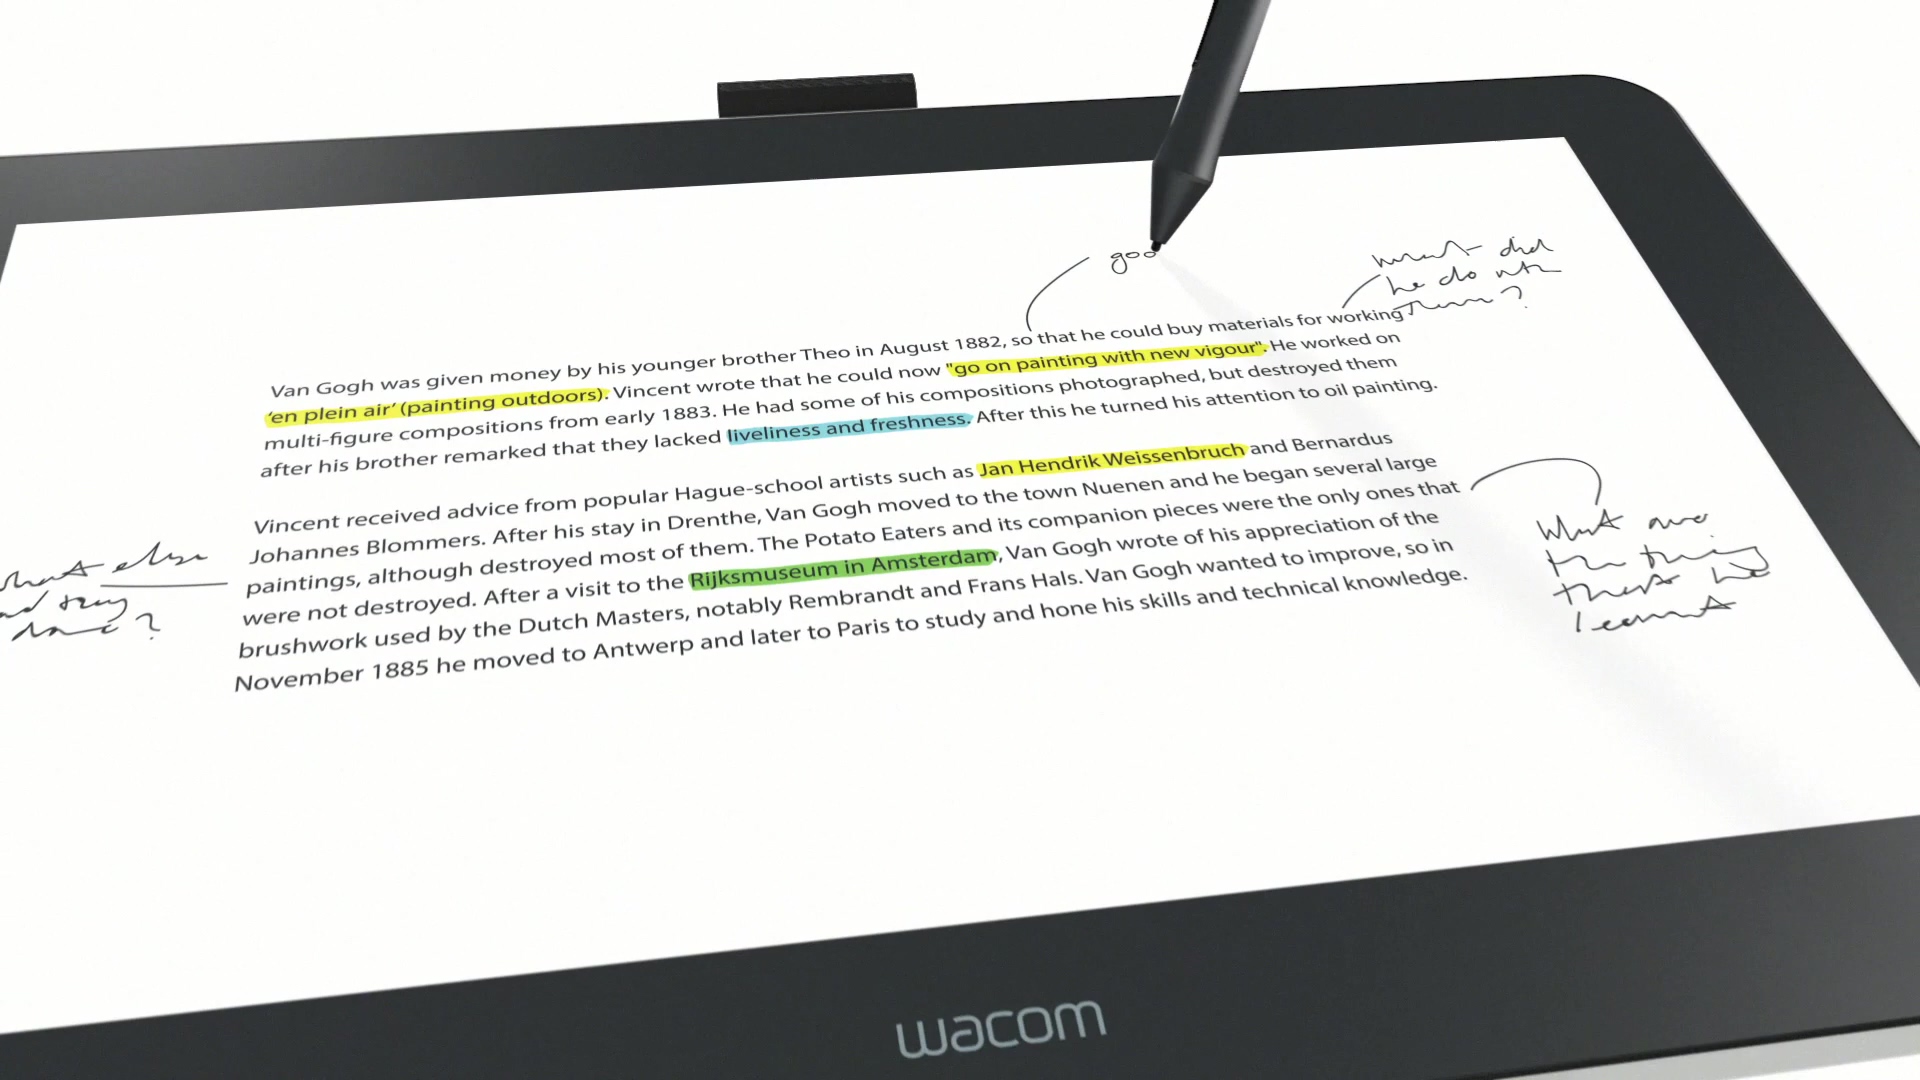 goo
what did
he do with
them?
Van Gogh was given money by his younger brother Theo in August 1882, so that he could buy materials for working
'en plein air' (painting outdoors). Vincent wrote that he could now "go on painting with new vigour". He worked on
multi-figure compositions from early 1883. He had some of his compositions photographed, but destroyed them
after his brother remarked that they lacked liveliness and freshness. After this he turned his attention to oil painting.
Vincent received advice from popular Hague-school artists such as Jan Hendrik Weissenbruch and Bernardus
Johannes Blommers. After his stay in Drenthe, Van Gogh moved to the town Nuenen and he began several large
paintings, although destroyed most of them. The Potato Eaters and its companion pieces were the only ones that
were not destroyed. After a visit to the Rijksmuseum in Amsterdam, Van Gogh wrote of his appreciation of the
brushwork used by the Dutch Masters, notably Rembrandt and Frans Hals. Van Gogh wanted to improve, so in
November 1885 he moved to Antwerp and later to Paris to study and hone his skills and technical knowledge.
what else
they
What are
the things
that he
learnt
wacom